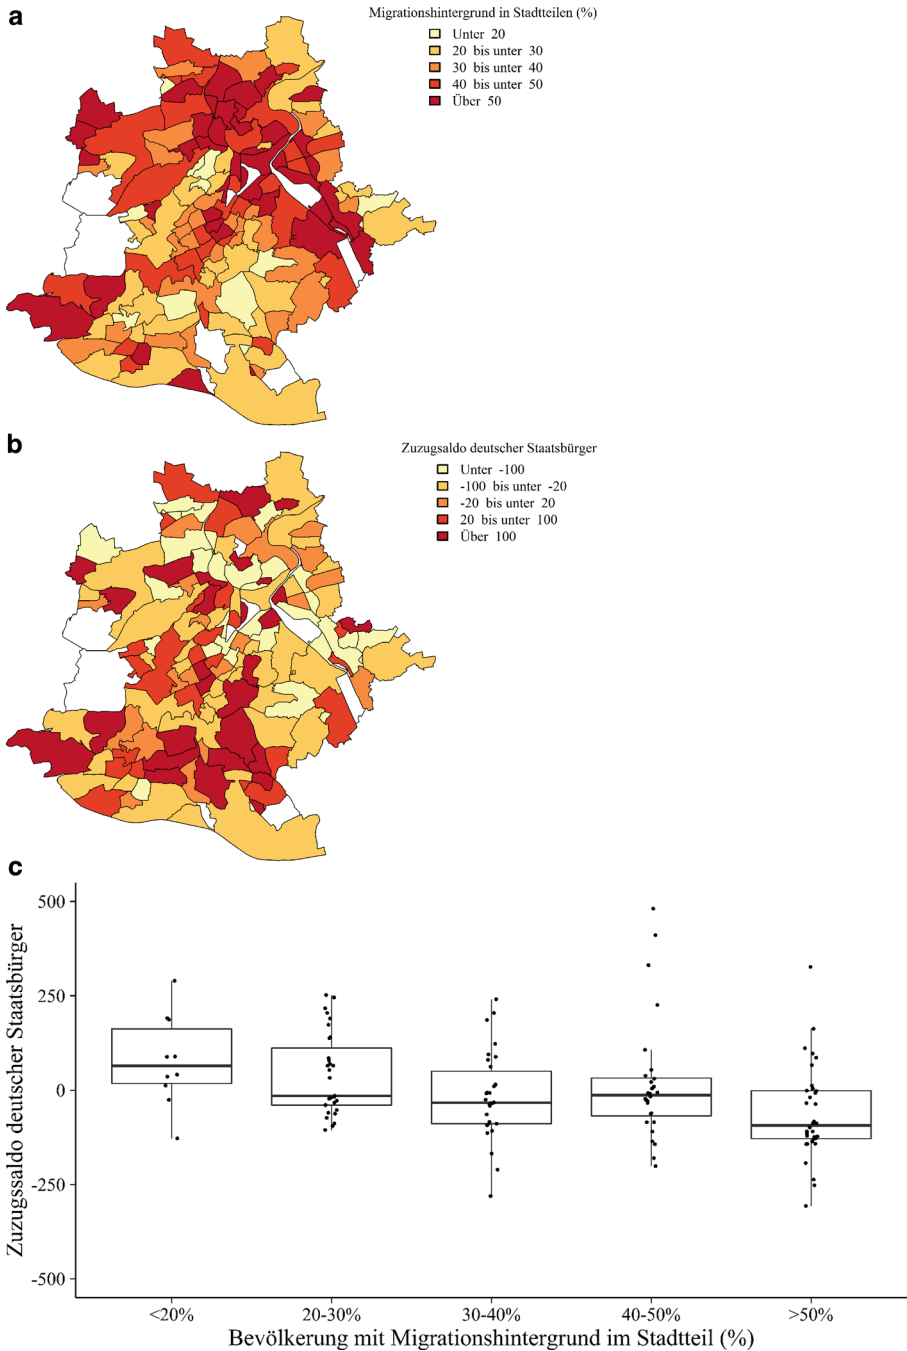 a
Migrationshintergrund in Stadtteilen (%)
Unter 20
20 bis unter 30
30 bis unter 40
40 bis unter 50
Über 50
b
Zuzugsaldo deutscher Staatsbürger
Unter -100
-100 bis unter -20
-20 bis unter 20
20 bis unter 100
Über 100
c
Zuzugssaldo deutscher Staatsbürger
500
250
0
-250
-500
<20%
20-30%
30-40%
40-50%
>50%
Bevölkerung mit Migrationshintergrund im Stadtteil (%)